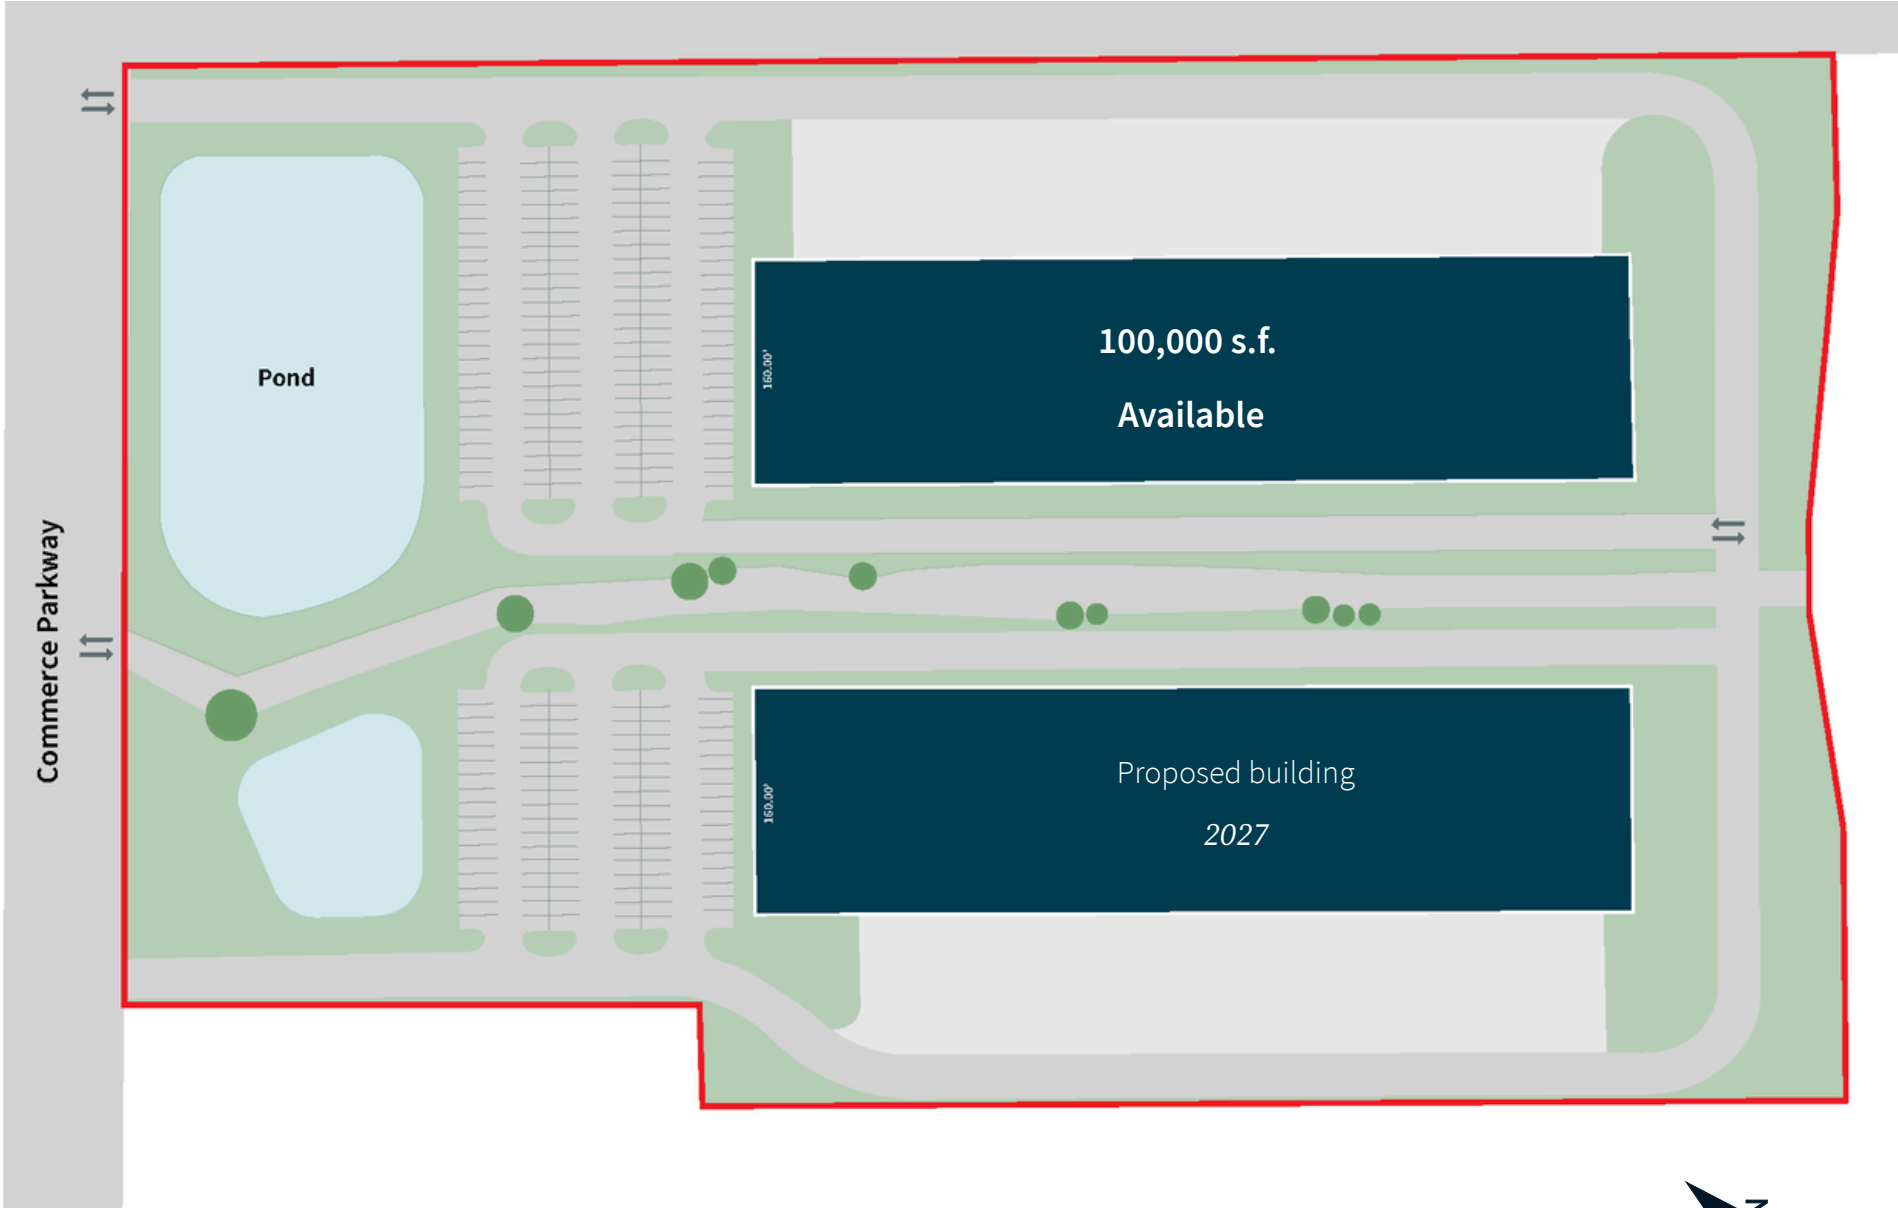 100,000 s.f.
160.00'
Available
Pond
Commerce Parkway
Proposed building
160.00'
2027